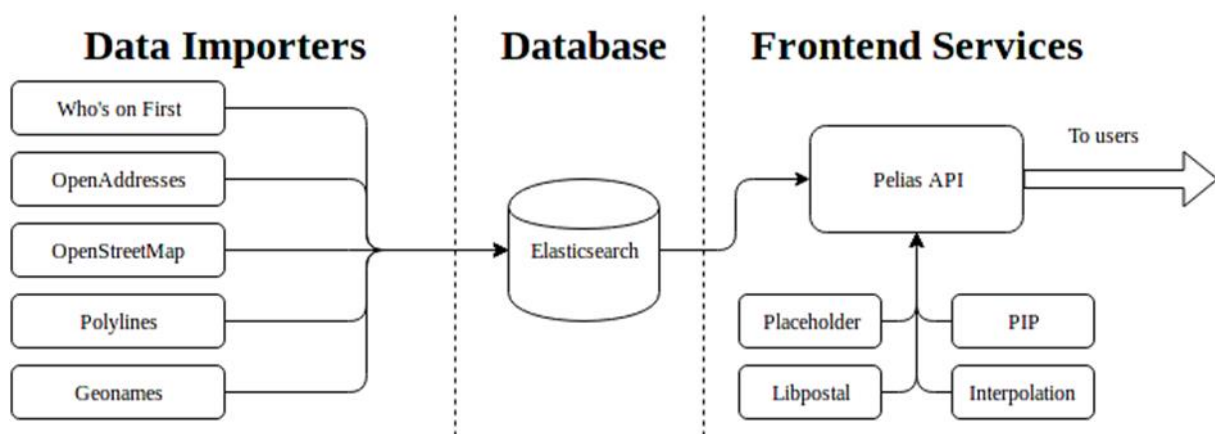 Data Importers
Database
Frontend Services
Who's on First
OpenAddresses
OpenStreetMap
Polylines
Geonames
Elasticsearch
Pelias API
To users
Placeholder
PIP
Libpostal
Interpolation